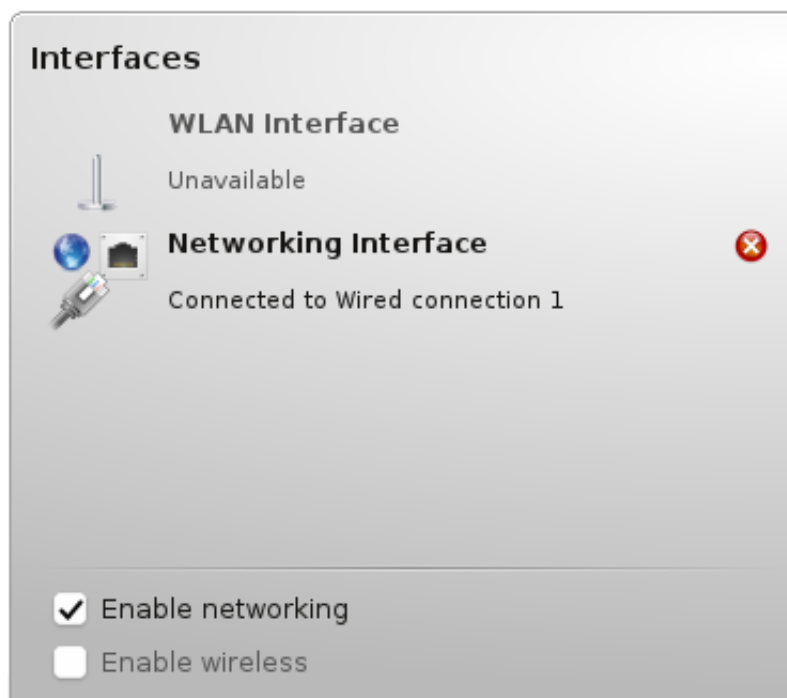 Interfaces
WLAN Interface
Unavailable
Networking Interface
Connected to Wired connection 1
Enable networking
Enable wireless